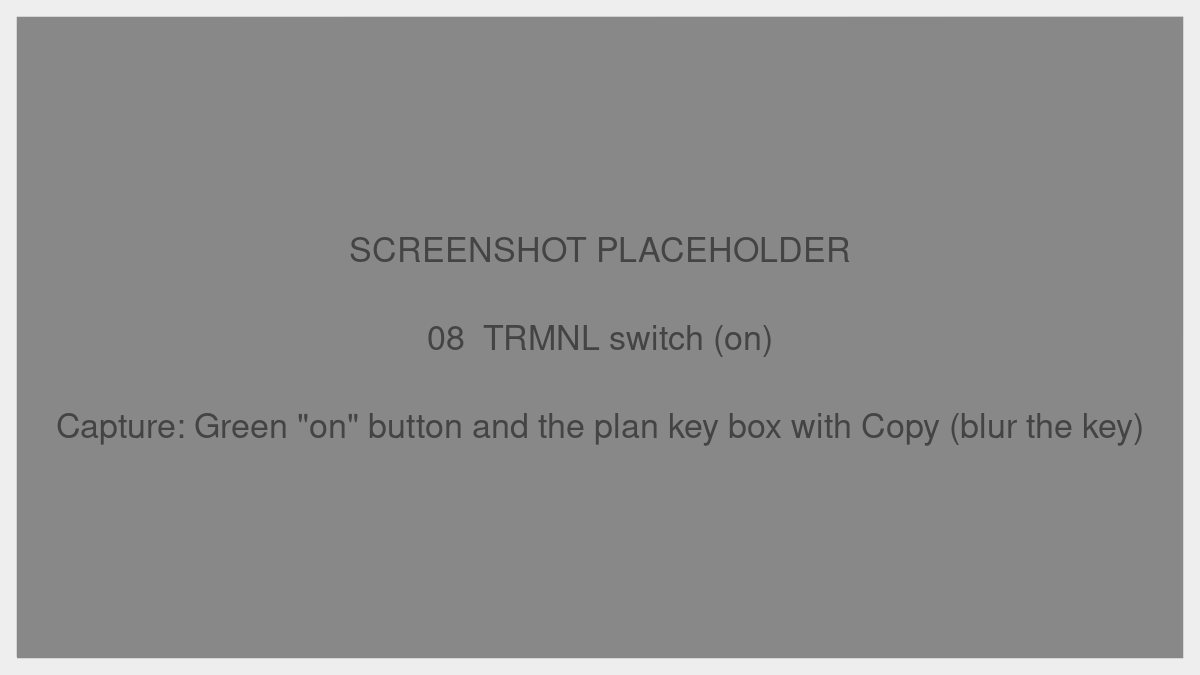 SCREENSHOT PLACEHOLDER
08  TRMNL switch (on)
Capture: Green "on" button and the plan key box with Copy (blur the key)